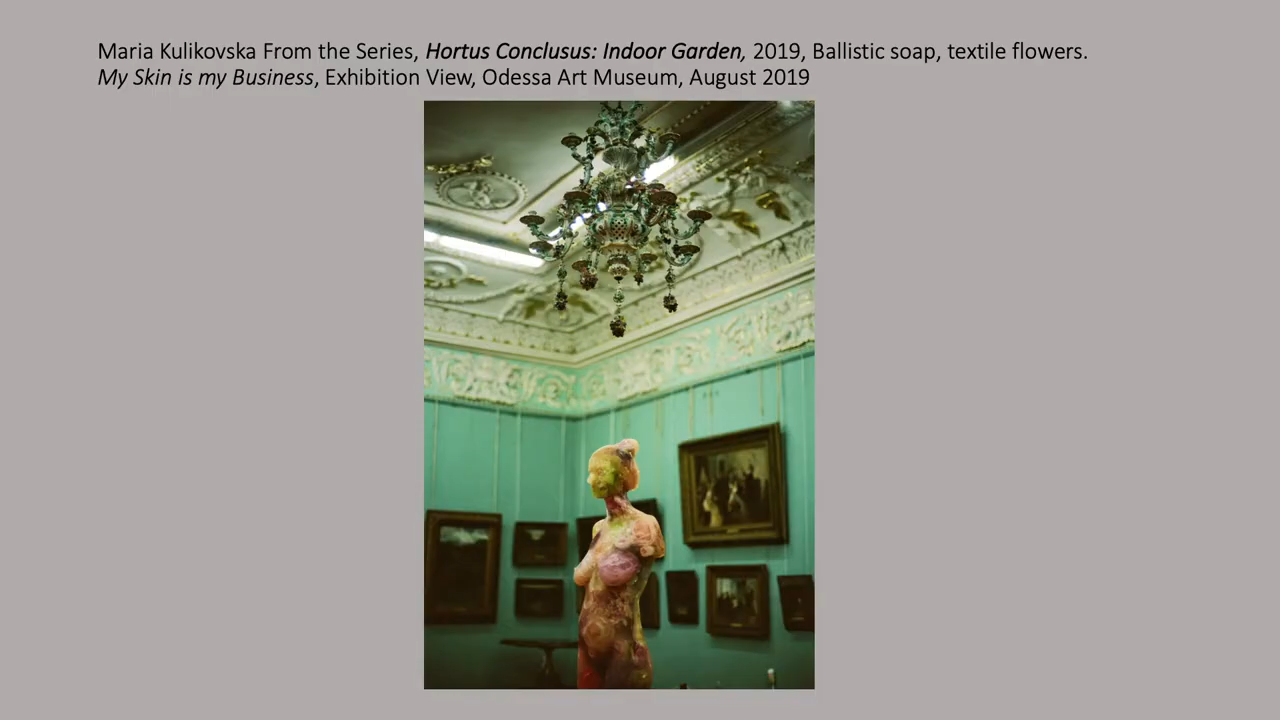 Maria Kulikovska From the Series, Hortus Conclusus: Indoor Garden, 2019, Ballistic soap, textile flowers.
My Skin is my Business, Exhibition View, Odessa Art Museum, August 2019